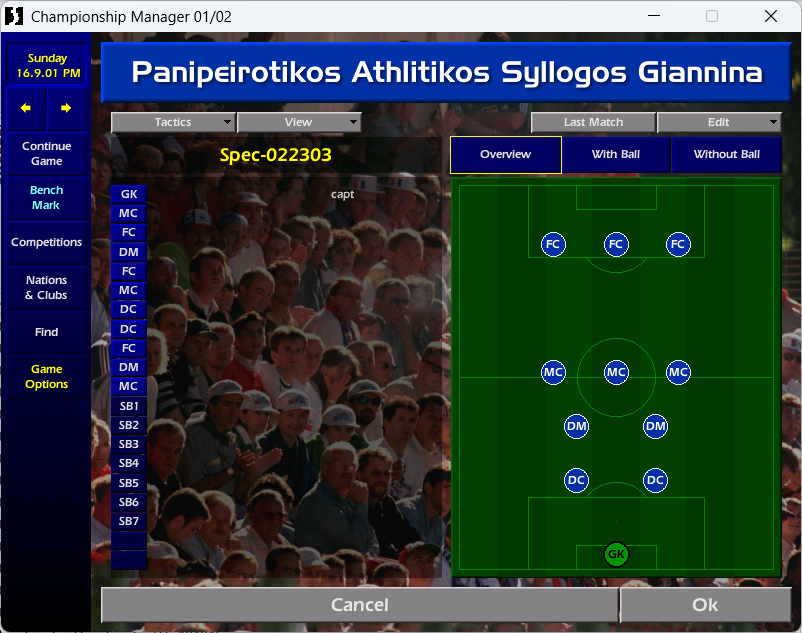 Championship Manager 01/02
Sunday
16.9.01 PM
Continue
Game
Bench
Mark
Competitions
Nations
& Clubs
Find
Game
Options
Panipeirotikos Athlitikos Syllogos Giannina
Tactics
View
Last Match
Edit
Spec-022303
Overview
With Ball
Without Ball
GK
capt
MC
FC
DM
FC
MC
DC
DC
FC
DM
MC
SB1
SB2
SB3
SB4
SB5
SB6
SB7
FC FC FC
MC MC MC
DM DM
DC DC
GK
Cancel
Ok